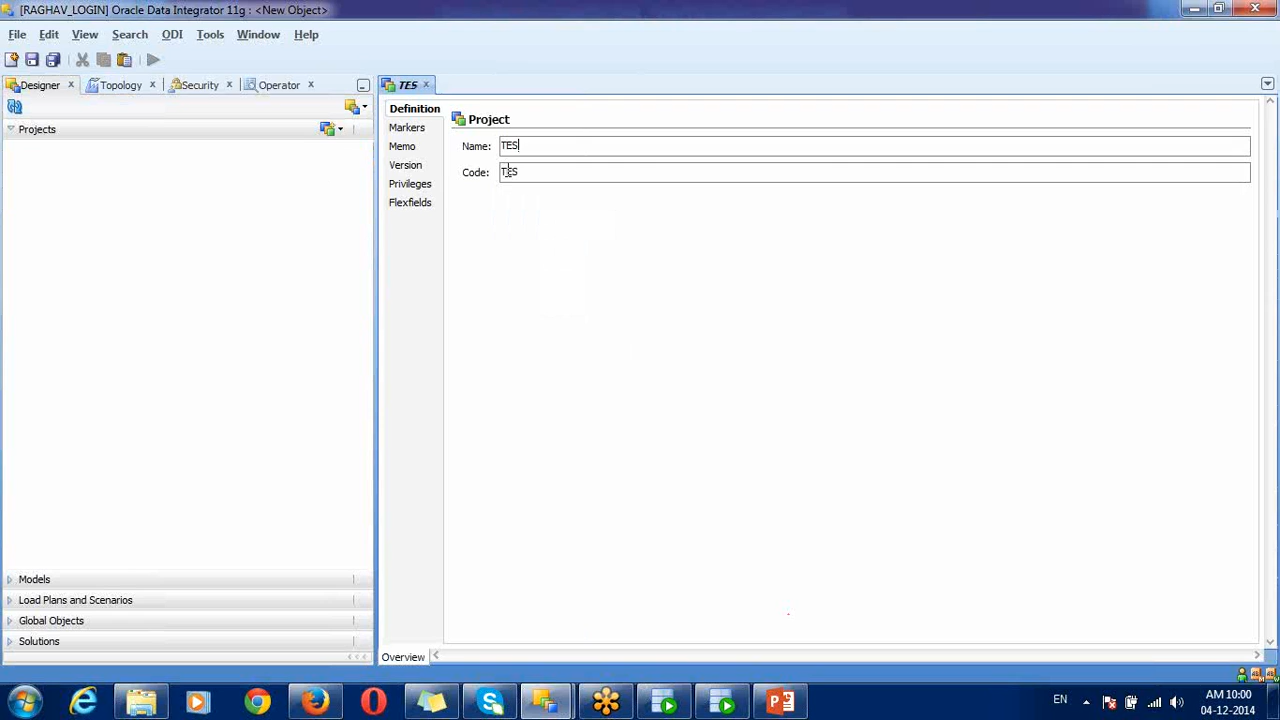 [RAGHAV_LOGIN] Oracle Data Integrator 11g : <New Object>
File Edit View Search ODI Tools Window Help
Designer Topology Security Operator
TES
Projects
Definition
Markers
Memo
Version
Privileges
Flexfields
Project
Name: TES
Code: TES
Models
Load Plans and Scenarios
Global Objects
Solutions
Overview
EN
AM 10:00
04-12-2014